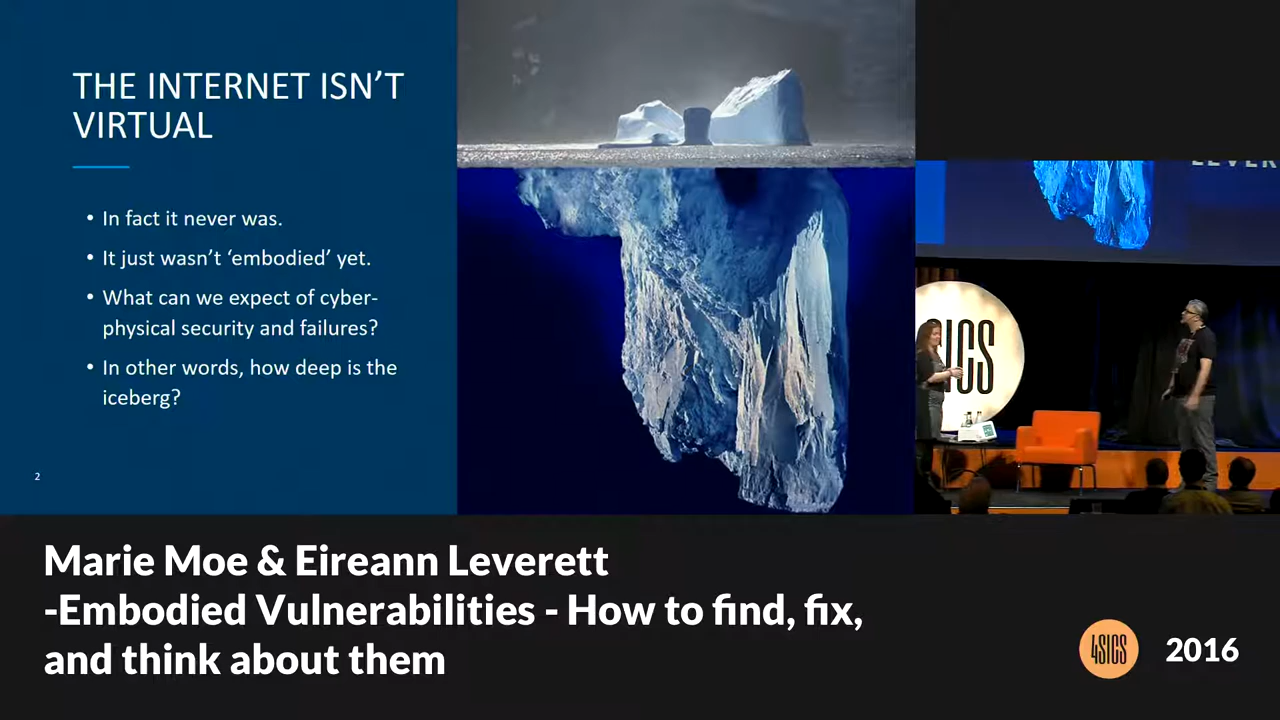 THE INTERNET ISN'T
VIRTUAL
• In fact it never was.
• It just wasn't ‘embodied’ yet.
• What can we expect of cyber-
physical security and failures?
• In other words, how deep is the
iceberg?
2
LEVER
4SICS
Marie Moe & Eireann Leverett
-Embodied Vulnerabilities - How to find, fix,
and think about them
4SICS
2016